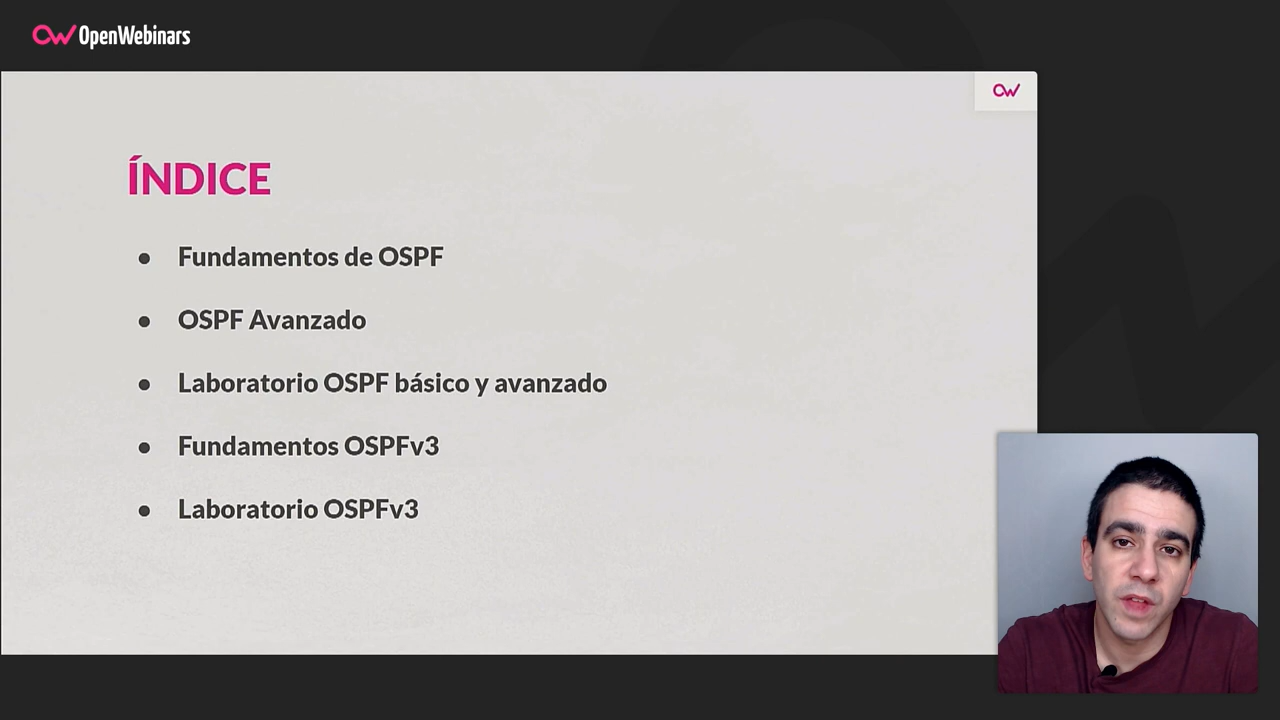 OpenWebinars
ÍNDICE
● Fundamentos de OSPF
● OSPF Avanzado
● Laboratorio OSPF básico y avanzado
● Fundamentos OSPFv3
● Laboratorio OSPFv3